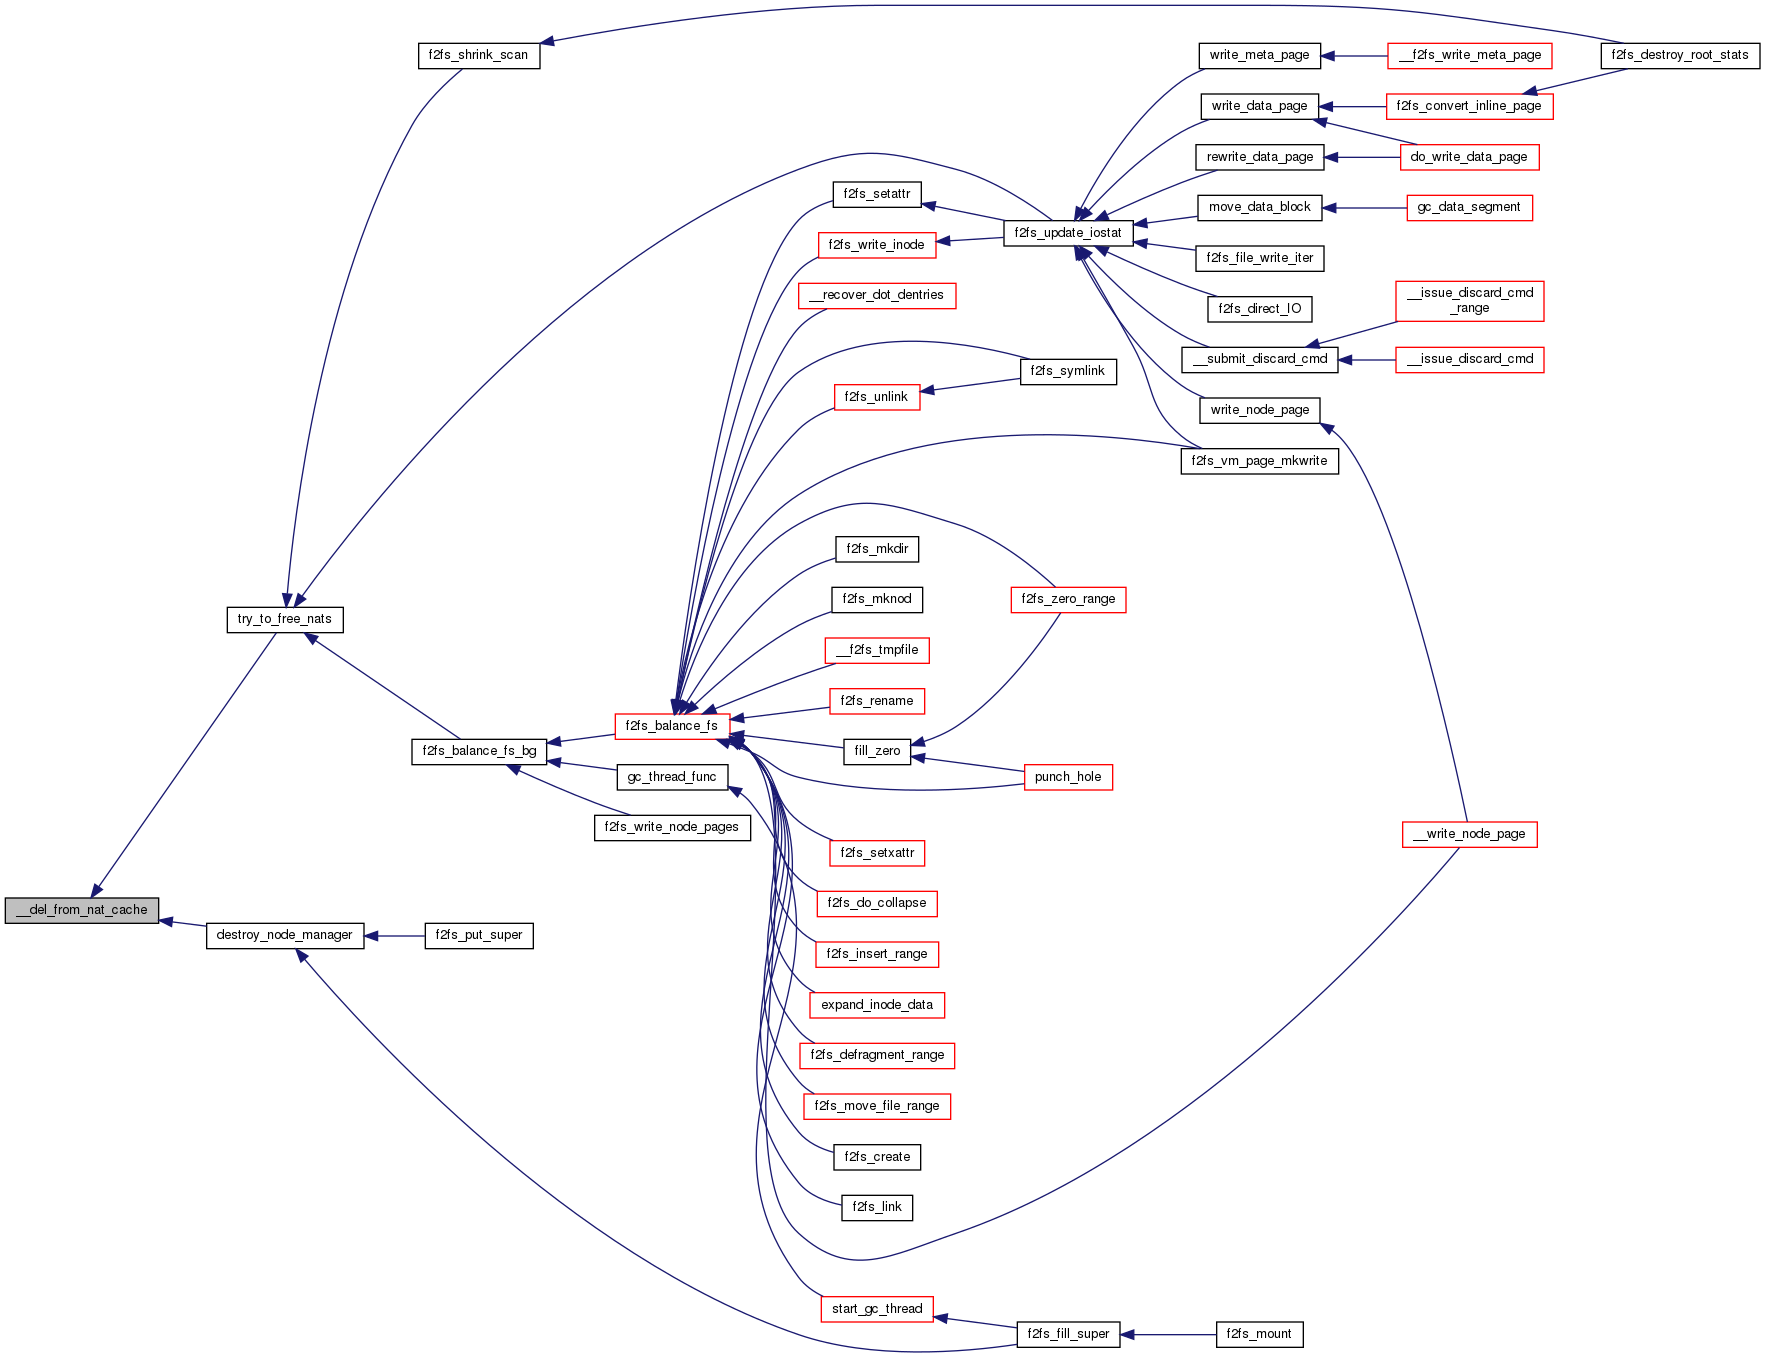 f2fs_shrink_scan
write_meta_page
__f2fs_write_meta_page
f2fs_destroy_root_stats
write_data_page
f2fs_convert_inline_page
rewrite_data_page
do_write_data_page
f2fs_setattr
move_data_block
gc_data_segment
f2fs_update_iostat
f2fs_write_inode
f2fs_file_write_iter
__recover_dot_dentries
f2fs_direct_IO
__issue_discard_cmd
_range
__submit_discard_cmd
__issue_discard_cmd
f2fs_symlink
f2fs_unlink
write_node_page
f2fs_vm_page_mkwrite
f2fs_mkdir
f2fs_mknod
f2fs_zero_range
try_to_free_nats
__f2fs_tmpfile
f2fs_rename
f2fs_balance_fs
f2fs_balance_fs_bg
fill_zero
gc_thread_func
punch_hole
f2fs_write_node_pages
__write_node_page
f2fs_setxattr
f2fs_do_collapse
__del_from_nat_cache
destroy_node_manager
f2fs_put_super
f2fs_insert_range
expand_inode_data
f2fs_defragment_range
f2fs_move_file_range
f2fs_create
f2fs_link
start_gc_thread
f2fs_fill_super
f2fs_mount